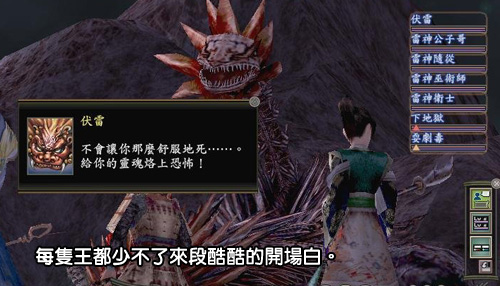 伏雷
不會讓你那麼舒服地死……。
給你的靈魂烙上恐怖！
伏雷
雷神公子哥
雷神隨從
雷神巫術師
雷神衛士
下地獄
耍劇毒
每隻王都少不了來段酷酷的開場白。